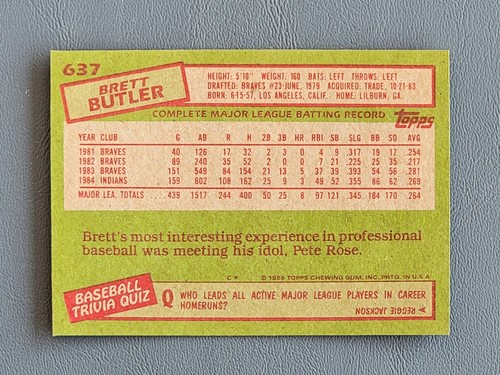 637
BRETT
BUTLER
HEIGHT: 5'10" WEIGHT: 160 BATS: LEFT THROWS: LEFT
DRAFTED: BRAVES #23-JUNE, 1979 ACQUIRED: TRADE, 10-21-83
BORN: 6-15-57, LOS ANGELES, CALIF. HOME: LILBURN, GA.
COMPLETE MAJOR LEAGUE BATTING RECORD Topps
YEAR CLUB G AB R H 2B 3B HR RBI SB SLG BB SO AVG
1981 BRAVES 40 126 17 32 2 3 0 4 9 .317 19 17 .254
1982 BRAVES 89 240 35 52 2 0 0 7 21 .225 25 35 .217
1983 BRAVES 151 549 84 154 21 13 5 37 39 .393 54 56 .281
1984 INDIANS 159 602 108 162 25 9 3 49 52 .355 86 62 .269
MAJOR LEA. TOTALS 439 1517 244 400 50 25 8 97 121 .345 184 170 .264
Brett's most interesting experience in professional
baseball was meeting his idol, Pete Rose.
C* © 1985 TOPPS CHEWING GUM, INC. PRTD. IN U.S.A
BASEBALL
TRIVIA QUIZ
Q WHO LEADS ALL ACTIVE MAJOR LEAGUE PLAYERS IN CAREER
HOMERUNS?
A REGGIE JACKSON